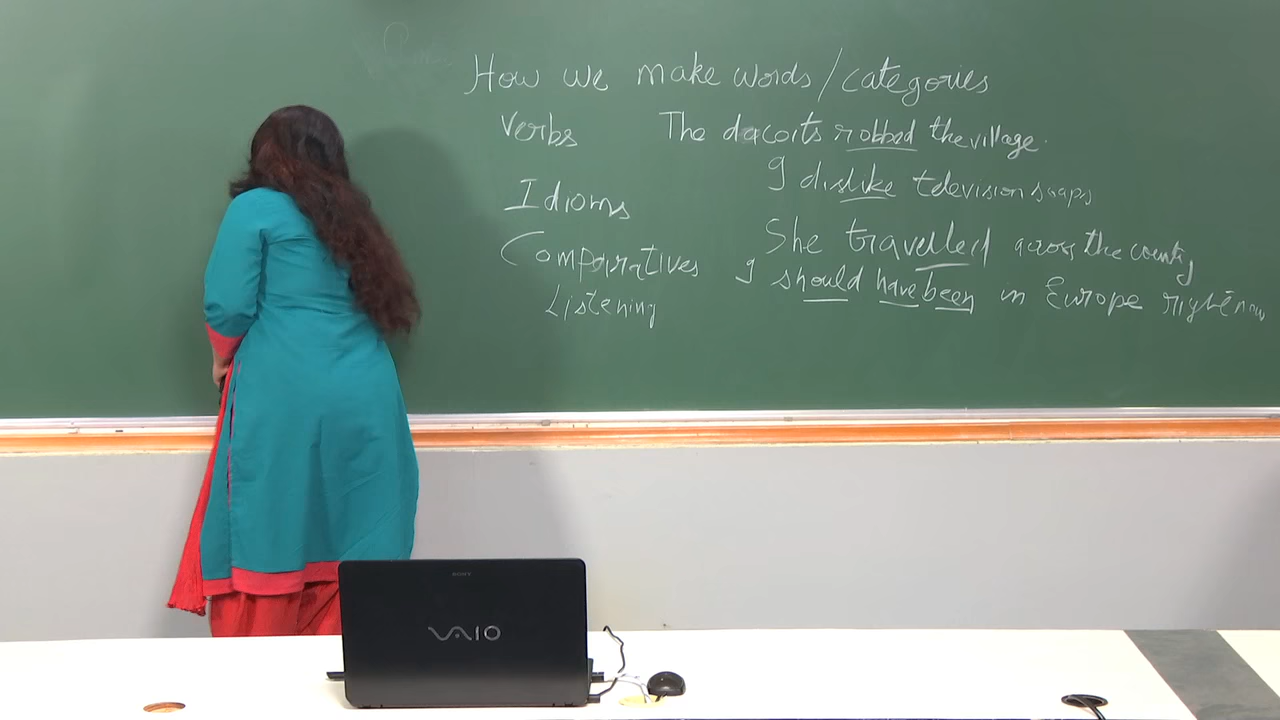 How we make words/categories
Verbs The dacoits robbed the village.
I dislike television soaps
Idioms
She travelled across the country
Comparatives I should have been in Europe right now
Listening
SONY
VAIO